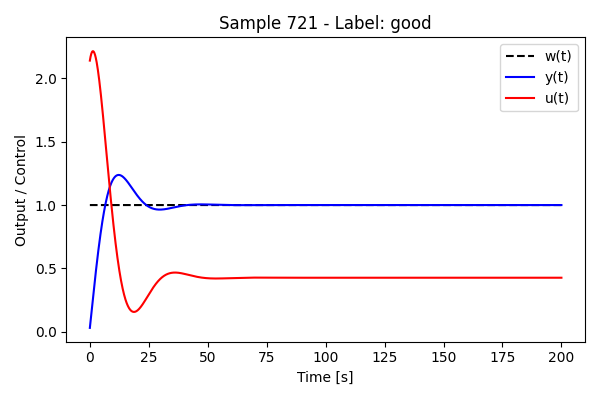 Sample 721 - Label: good
w(t)
y(t)
u(t)
Output / Control
2.0
1.5
1.0
0.5
0.0
0 25 50 75 100 125 150 175 200
Time [s]